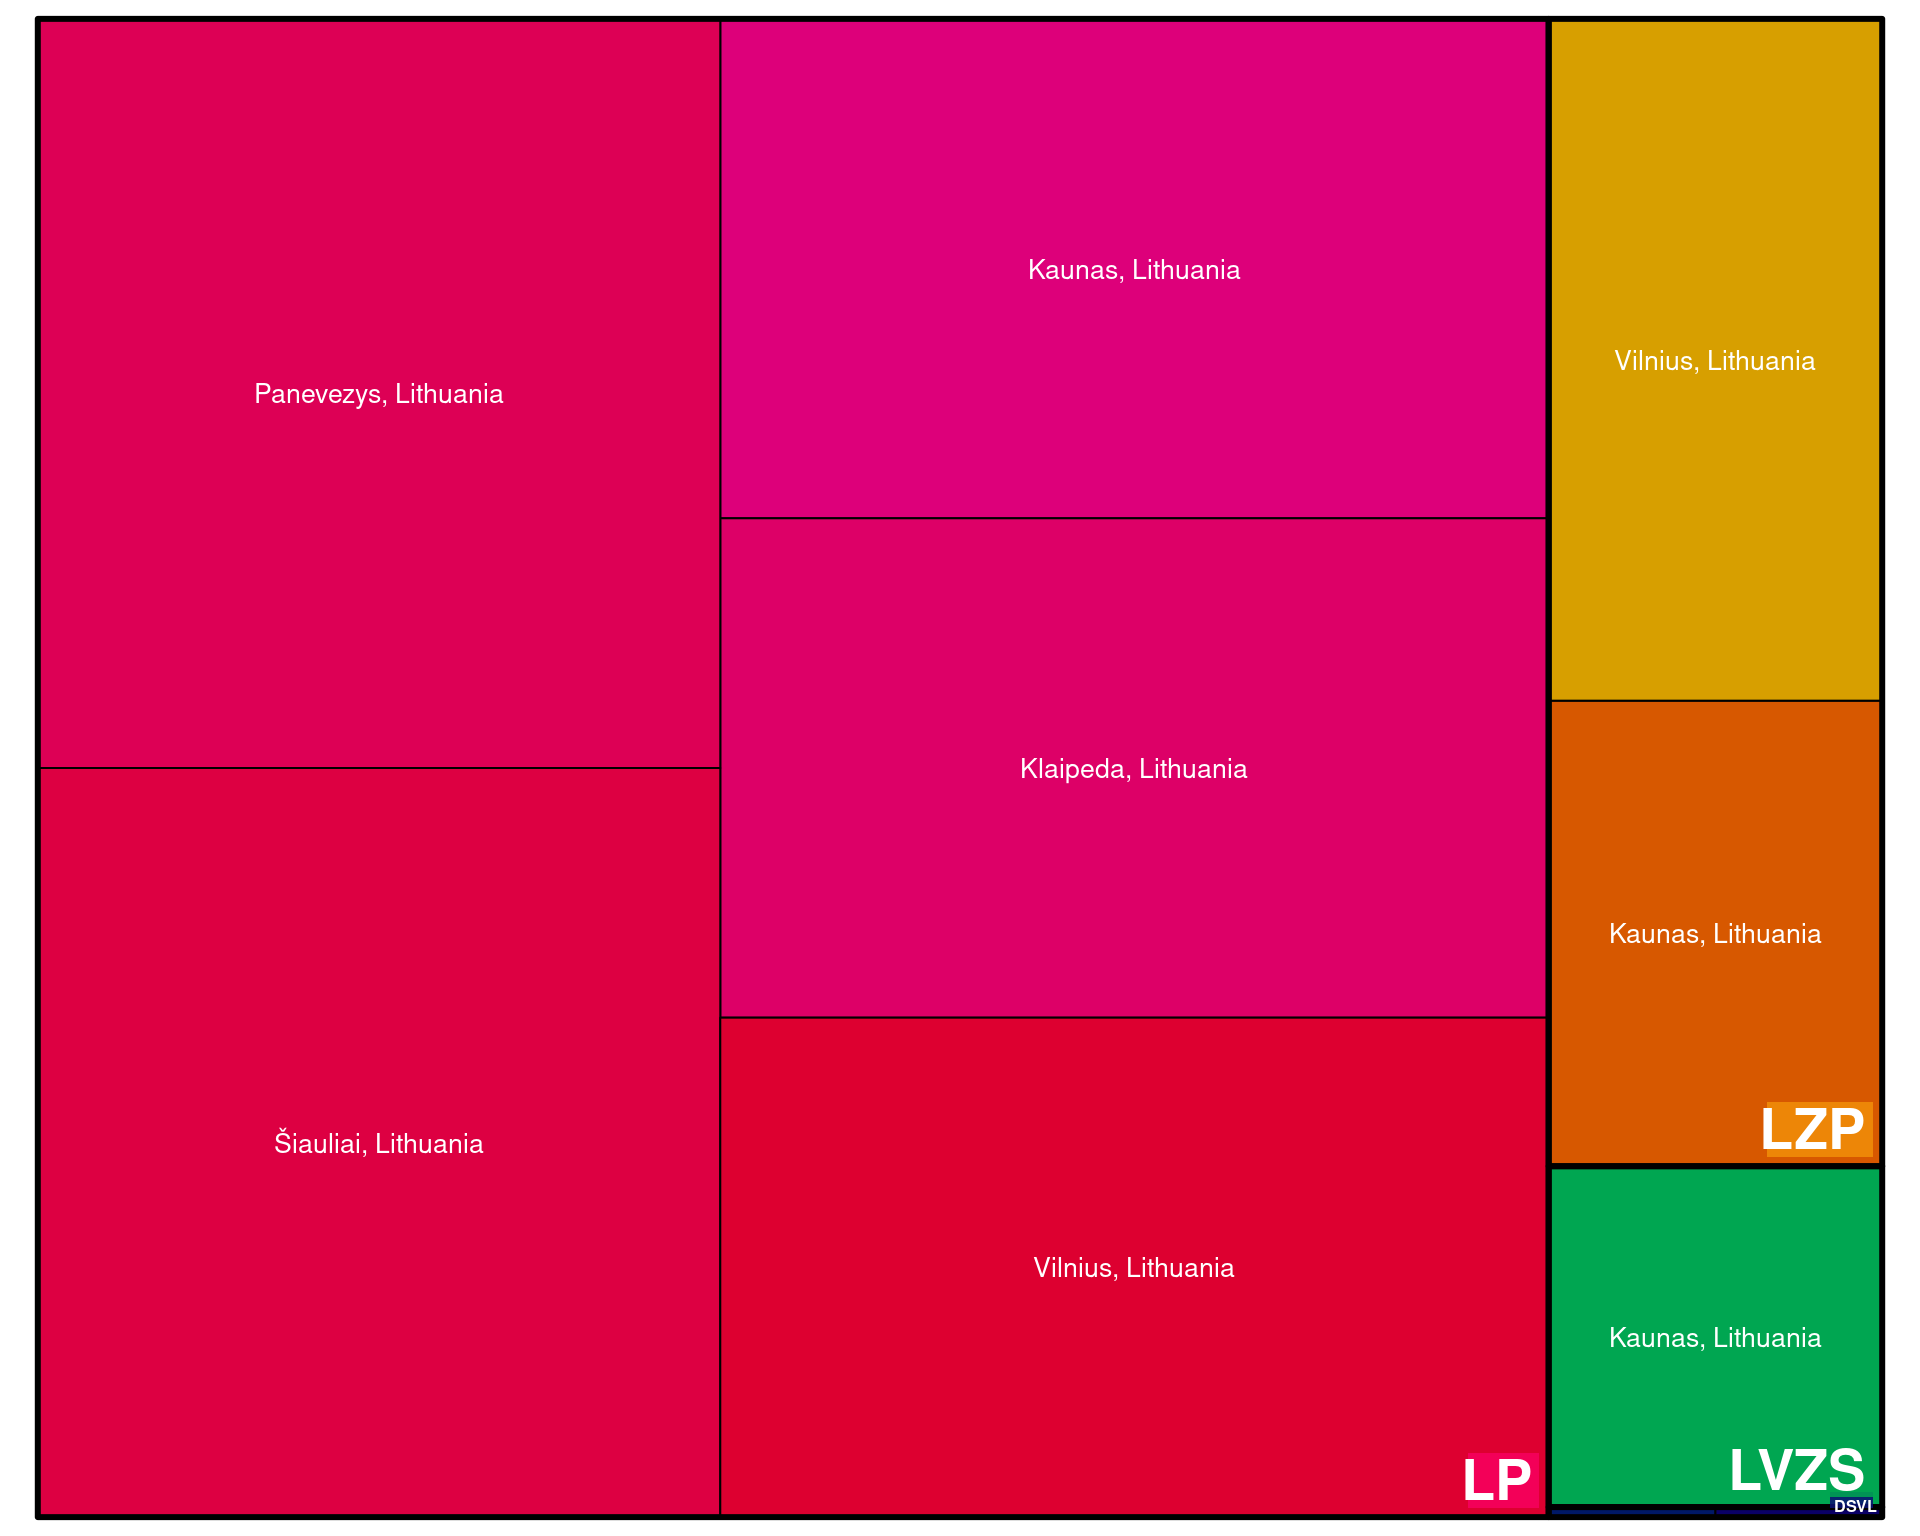 Panevezys, Lithuania
Šiauliai, Lithuania
Kaunas, Lithuania
Klaipeda, Lithuania
Vilnius, Lithuania
LP
Vilnius, Lithuania
Kaunas, Lithuania
LZP
Kaunas, Lithuania
LVZS
DSVL